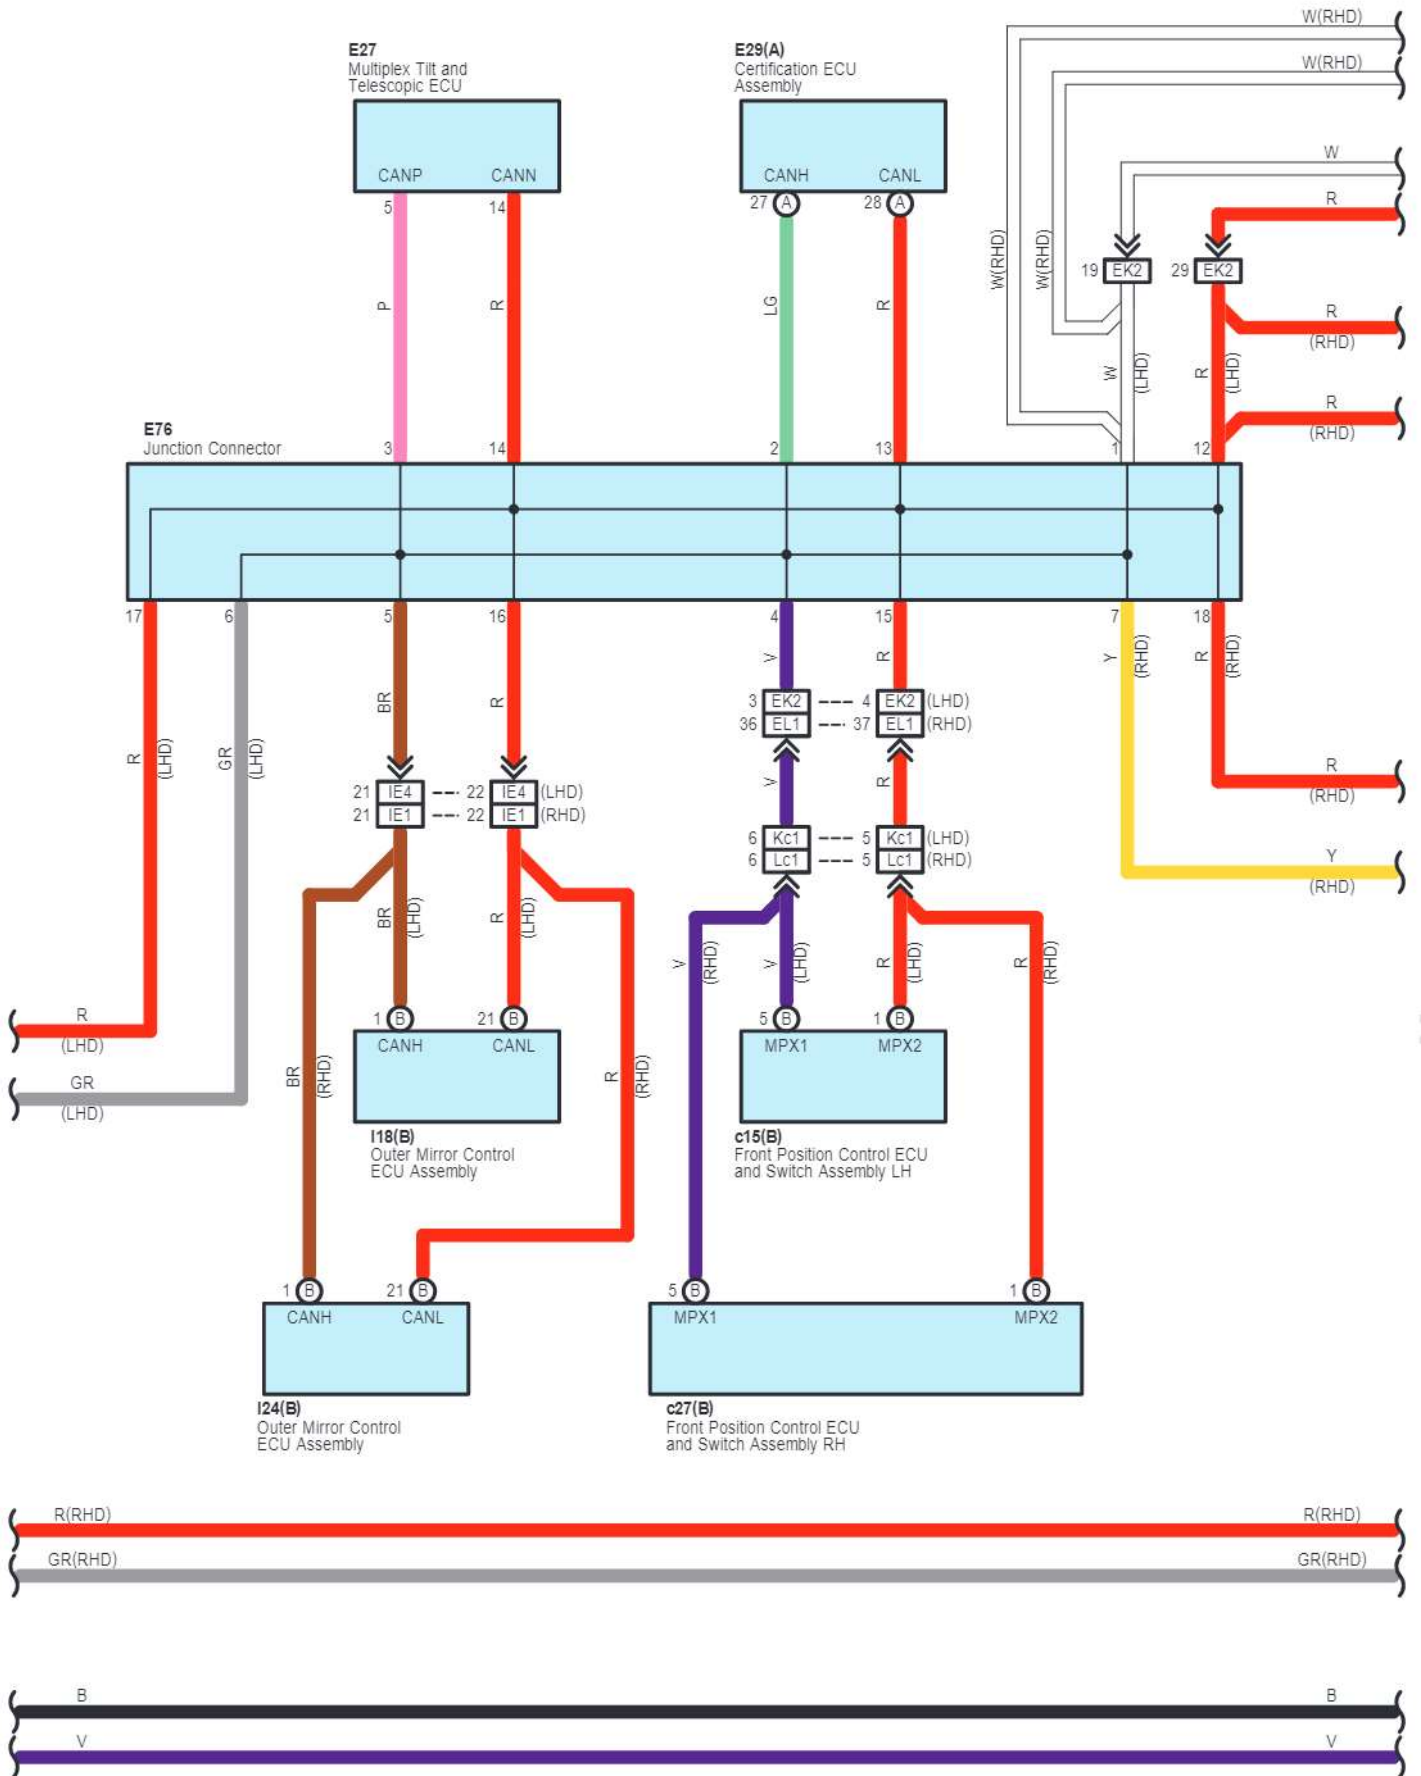 W(RHD)
E27
Multiplex Tilt and
Telescopic ECU
E29(A)
Certification ECU
Assembly
W(RHD)
W
R
CANP
CANN
CANH
CANL
5
14
27 A
28 A
W(RHD)
W(RHD)
19 EK2
29 EK2
P
R
LG
R
R
(RHD)
W
(LHD)
R
(LHD)
R
(RHD)
E76
Junction Connector
3
14
2
13
1
12
17
6
5
16
4
15
7
18
V
R
Y
(RHD)
R
(RHD)
BR
R
3 EK2
4 EK2 (LHD)
36 EL1
37 EL1 (RHD)
R
(LHD)
GR
(LHD)
V
R
R
(RHD)
21 IE4
22 IE4 (LHD)
21 IE1
22 IE1 (RHD)
6 Kc1
5 Kc1 (LHD)
6 Lc1
5 Lc1 (RHD)
Y
(RHD)
BR
(LHD)
R
(LHD)
V
(RHD)
V
(LHD)
R
(LHD)
R
(RHD)
R
(LHD)
1 B
21 B
5 B
1 B
CANH
CANL
MPX1
MPX2
GR
(LHD)
BR
(RHD)
R
(RHD)
I18(B)
Outer Mirror Control
ECU Assembly
c15(B)
Front Position Control ECU
and Switch Assembly LH
1 B
21 B
5 B
1 B
CANH
CANL
MPX1
MPX2
I24(B)
Outer Mirror Control
ECU Assembly
c27(B)
Front Position Control ECU
and Switch Assembly RH
R(RHD)
R(RHD)
GR(RHD)
GR(RHD)
B
B
V
V